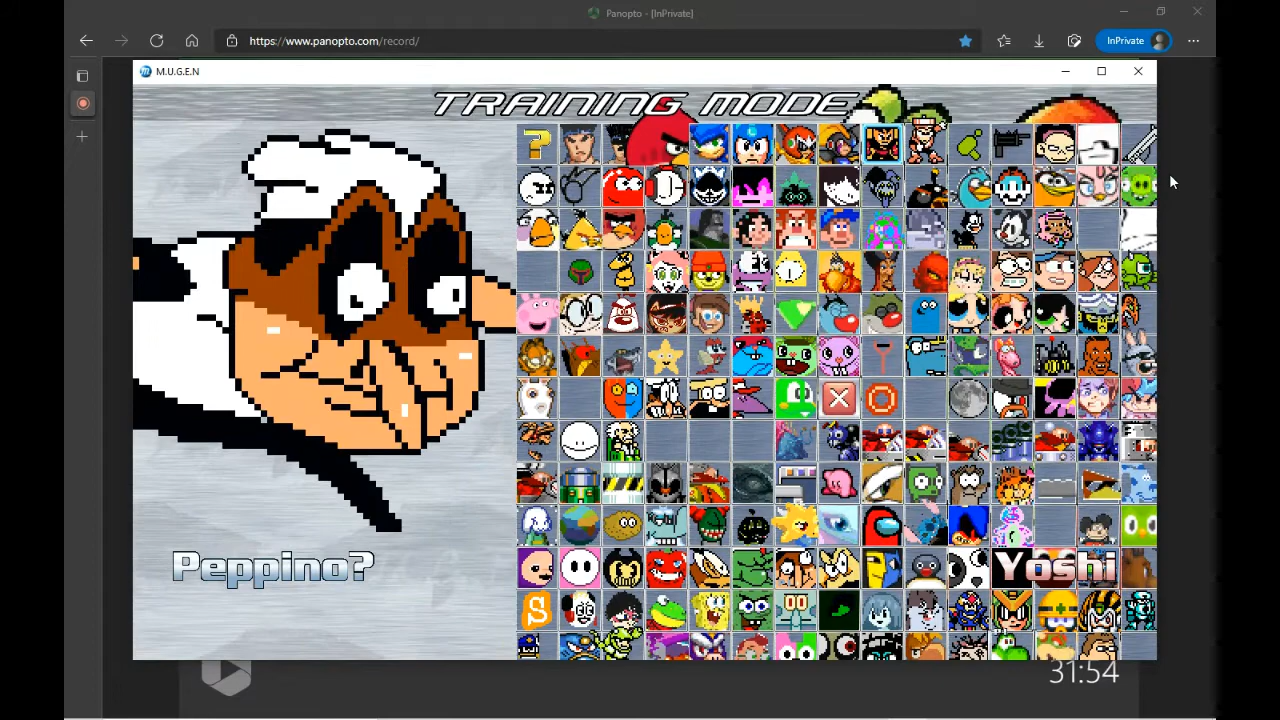 Panopto - [InPrivate]
https://www.panopto.com/record/
InPrivate
M.U.G.E.N
TRAINING MODE
?
Peppino?
Yoshi
S
31:54